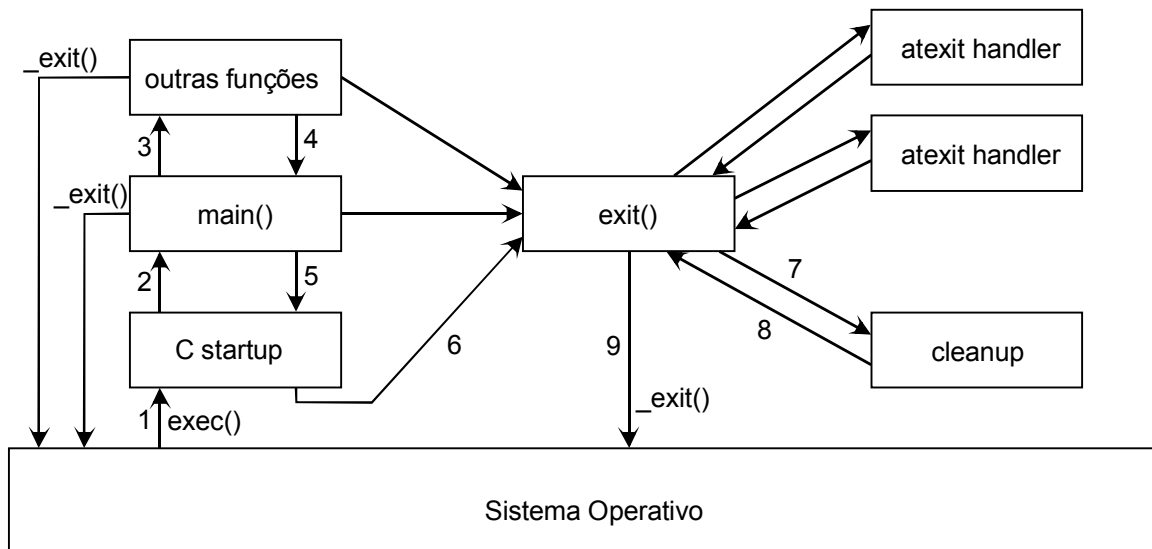 _exit()
outras funções
atexit handler
3
4
atexit handler
_exit()
main()
exit()
2
5
7
C startup
6
9
8
cleanup
1
exec()
_exit()
Sistema Operativo